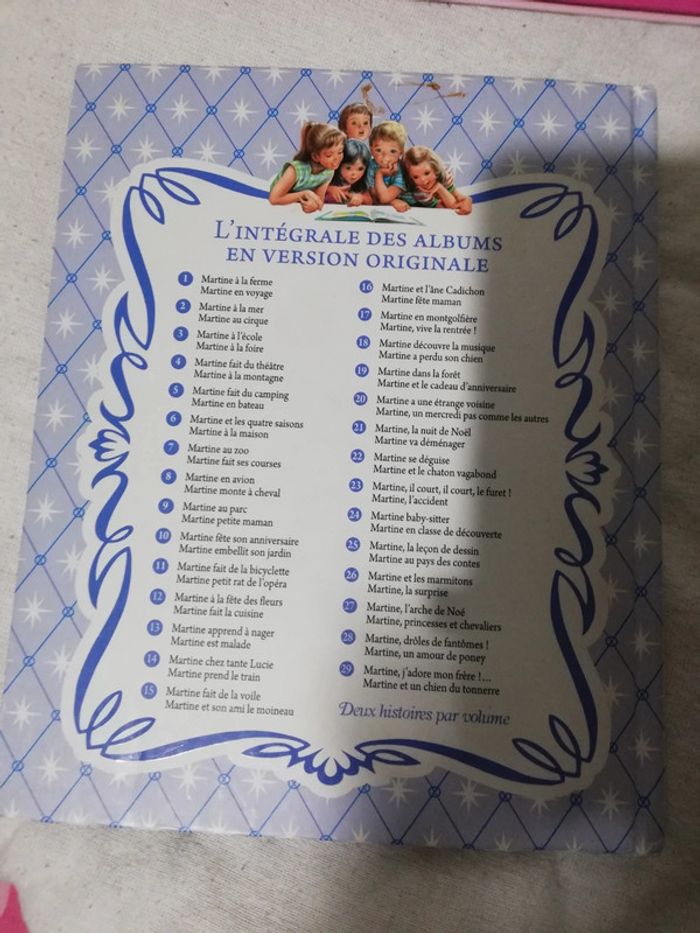 L'INTÉGRALE DES ALBUMS
EN VERSION ORIGINALE
1 Martine à la ferme
Martine en voyage
2 Martine à la mer
Martine au cirque
3 Martine à l'école
Martine à la foire
4 Martine fait du théâtre
Martine à la montagne
5 Martine fait du camping
Martine en bateau
6 Martine et les quatre saisons
Martine à la maison
7 Martine au zoo
Martine fait ses courses
8 Martine en avion
Martine monte à cheval
9 Martine au parc
Martine petite maman
10 Martine fête son anniversaire
Martine embellit son jardin
11 Martine fait de la bicyclette
Martine petit rat de l'opéra
12 Martine à la fête des fleurs
Martine fait la cuisine
13 Martine apprend à nager
Martine est malade
14 Martine chez tante Lucie
Martine prend le train
15 Martine fait de la voile
Martine et son ami le moineau
16 Martine et l'âne Cadichon
Martine fête maman
17 Martine en montgolfière
Martine, vive la rentrée !
18 Martine découvre la musique
Martine a perdu son chien
19 Martine dans la forêt
Martine et le cadeau d'anniversaire
20 Martine a une étrange voisine
Martine, un mercredi pas comme les autres
21 Martine, la nuit de Noël
Martine va déménager
22 Martine se déguise
Martine et le chaton vagabond
23 Martine, il court, il court, le furet !
Martine, l'accident
24 Martine baby-sitter
Martine en classe de découverte
25 Martine, la leçon de dessin
Martine au pays des contes
26 Martine et les marmitons
Martine, la surprise
27 Martine, l'arche de Noé
Martine, princesses et chevaliers
28 Martine, drôles de fantômes !
Martine, un amour de poney
29 Martine, j'adore mon frère !...
Martine et un chien du tonnerre
Deux histoires par volume